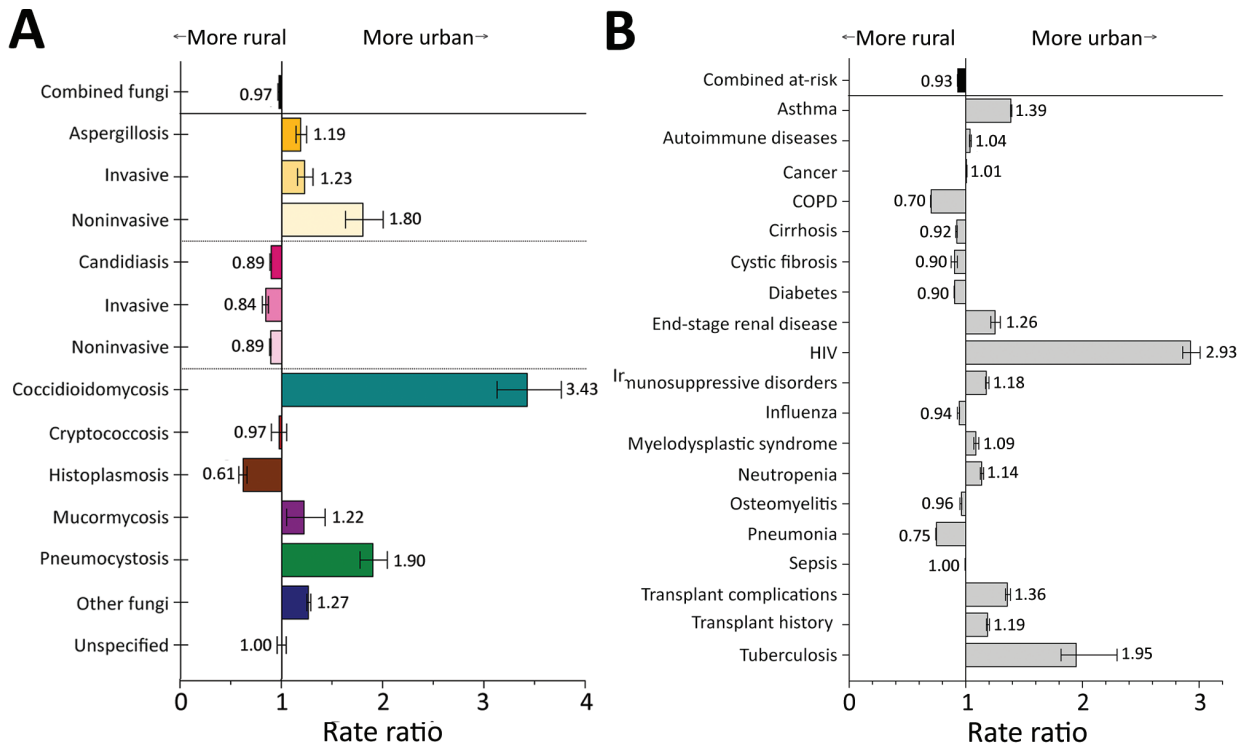 A
←More rural More urban→
Combined fungi 0.97
Aspergillosis 1.19
Invasive 1.23
Noninvasive 1.80
Candidiasis 0.89
Invasive 0.84
Noninvasive 0.89
Coccidioidomycosis 3.43
Cryptococcosis 0.97
Histoplasmosis 0.61
Mucormycosis 1.22
Pneumocystosis 1.90
Other fungi 1.27
Unspecified 1.00
0 1 2 3 4
Rate ratio
B
←More rural More urban→
Combined at-risk 0.93
Asthma 1.39
Autoimmune diseases 1.04
Cancer 1.01
COPD 0.70
Cirrhosis 0.92
Cystic fibrosis 0.90
Diabetes 0.90
End-stage renal disease 1.26
HIV 2.93
Immunosuppressive disorders 1.18
Influenza 0.94
Myelodysplastic syndrome 1.09
Neutropenia 1.14
Osteomyelitis 0.96
Pneumonia 0.75
Sepsis 1.00
Transplant complications 1.36
Transplant history 1.19
Tuberculosis 1.95
0 1 2 3
Rate ratio